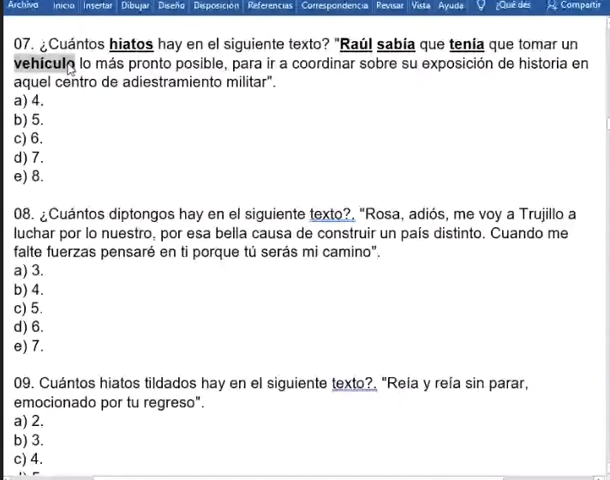 Archivo Inicio Insertar Dibujar Diseño Disposición Referencias Correspondencia Revisar Vista Ayuda ¿Qué des Compartir
07. ¿Cuántos hiatos hay en el siguiente texto? "Raúl sabía que tenía que tomar un
vehículo lo más pronto posible, para ir a coordinar sobre su exposición de historia en
aquel centro de adiestramiento militar".
a) 4.
b) 5.
c) 6.
d) 7.
e) 8.
08. ¿Cuántos diptongos hay en el siguiente texto?, "Rosa, adiós, me voy a Trujillo a
luchar por lo nuestro, por esa bella causa de construir un país distinto. Cuando me
falte fuerzas pensaré en ti porque tú serás mi camino".
a) 3.
b) 4.
c) 5.
d) 6.
e) 7.
09. Cuántos hiatos tildados hay en el siguiente texto?, "Reía y reía sin parar,
emocionado por tu regreso".
a) 2.
b) 3.
c) 4.